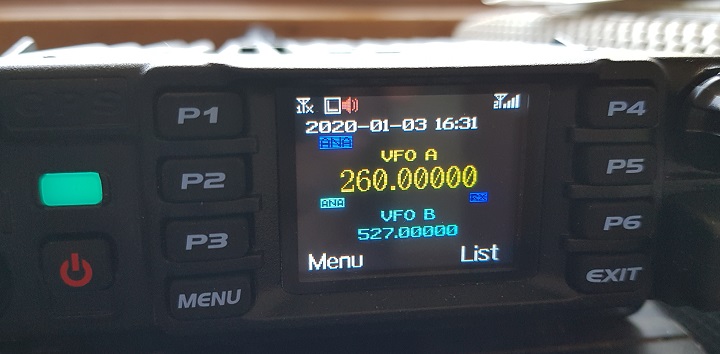 P1
P2
P3
MENU
2020-01-03 16:31
ANA
VFO A
260.00000
ANA
VFO B
527.00000
Menu List
P4
P5
P6
EXIT